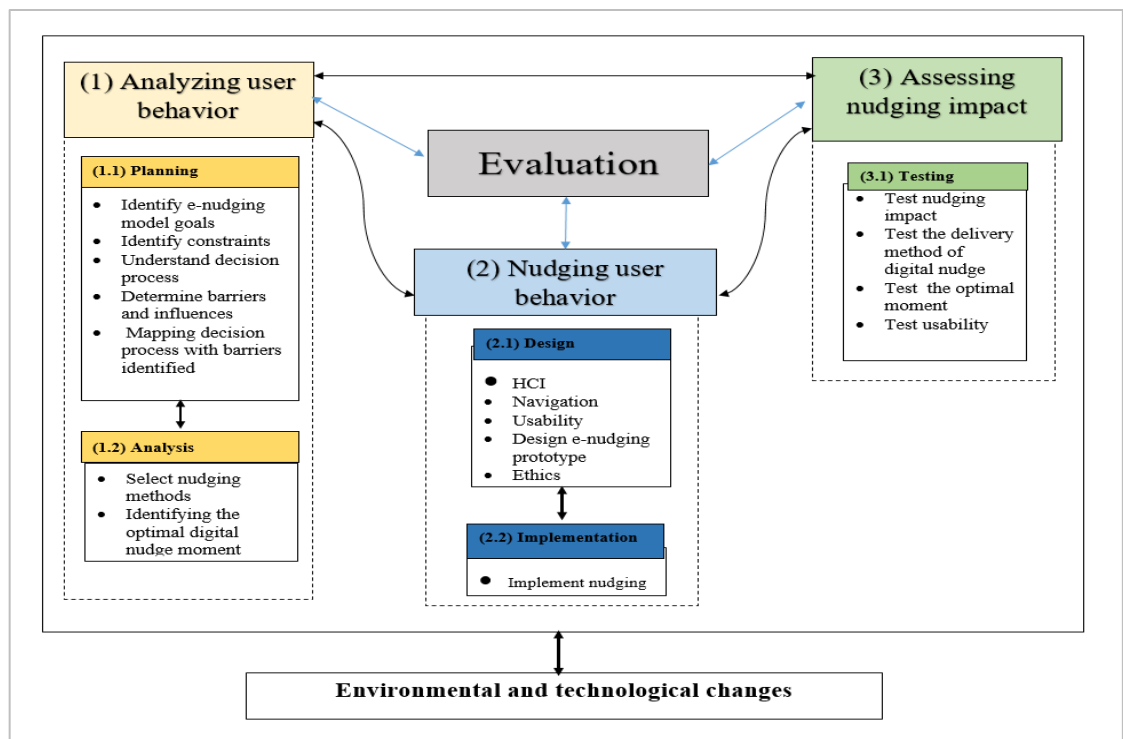 (1) Analyzing user
behavior
(3) Assessing
nudging impact
Evaluation
(1.1) Planning
• Identify e-nudging
model goals
• Identify constraints
• Understand decision
process
• Determine barriers
and influences
• Mapping decision
process with barriers
identified
(1.2) Analysis
• Select nudging
methods
• Identifying the
optimal digital
nudge moment
(2) Nudging user
behavior
(2.1) Design
• HCI
• Navigation
• Usability
• Design e-nudging
prototype
• Ethics
(2.2) Implementation
• Implement nudging
(3.1) Testing
• Test nudging
impact
• Test the delivery
method of
digital nudge
• Test the optimal
moment
• Test usability
Environmental and technological changes